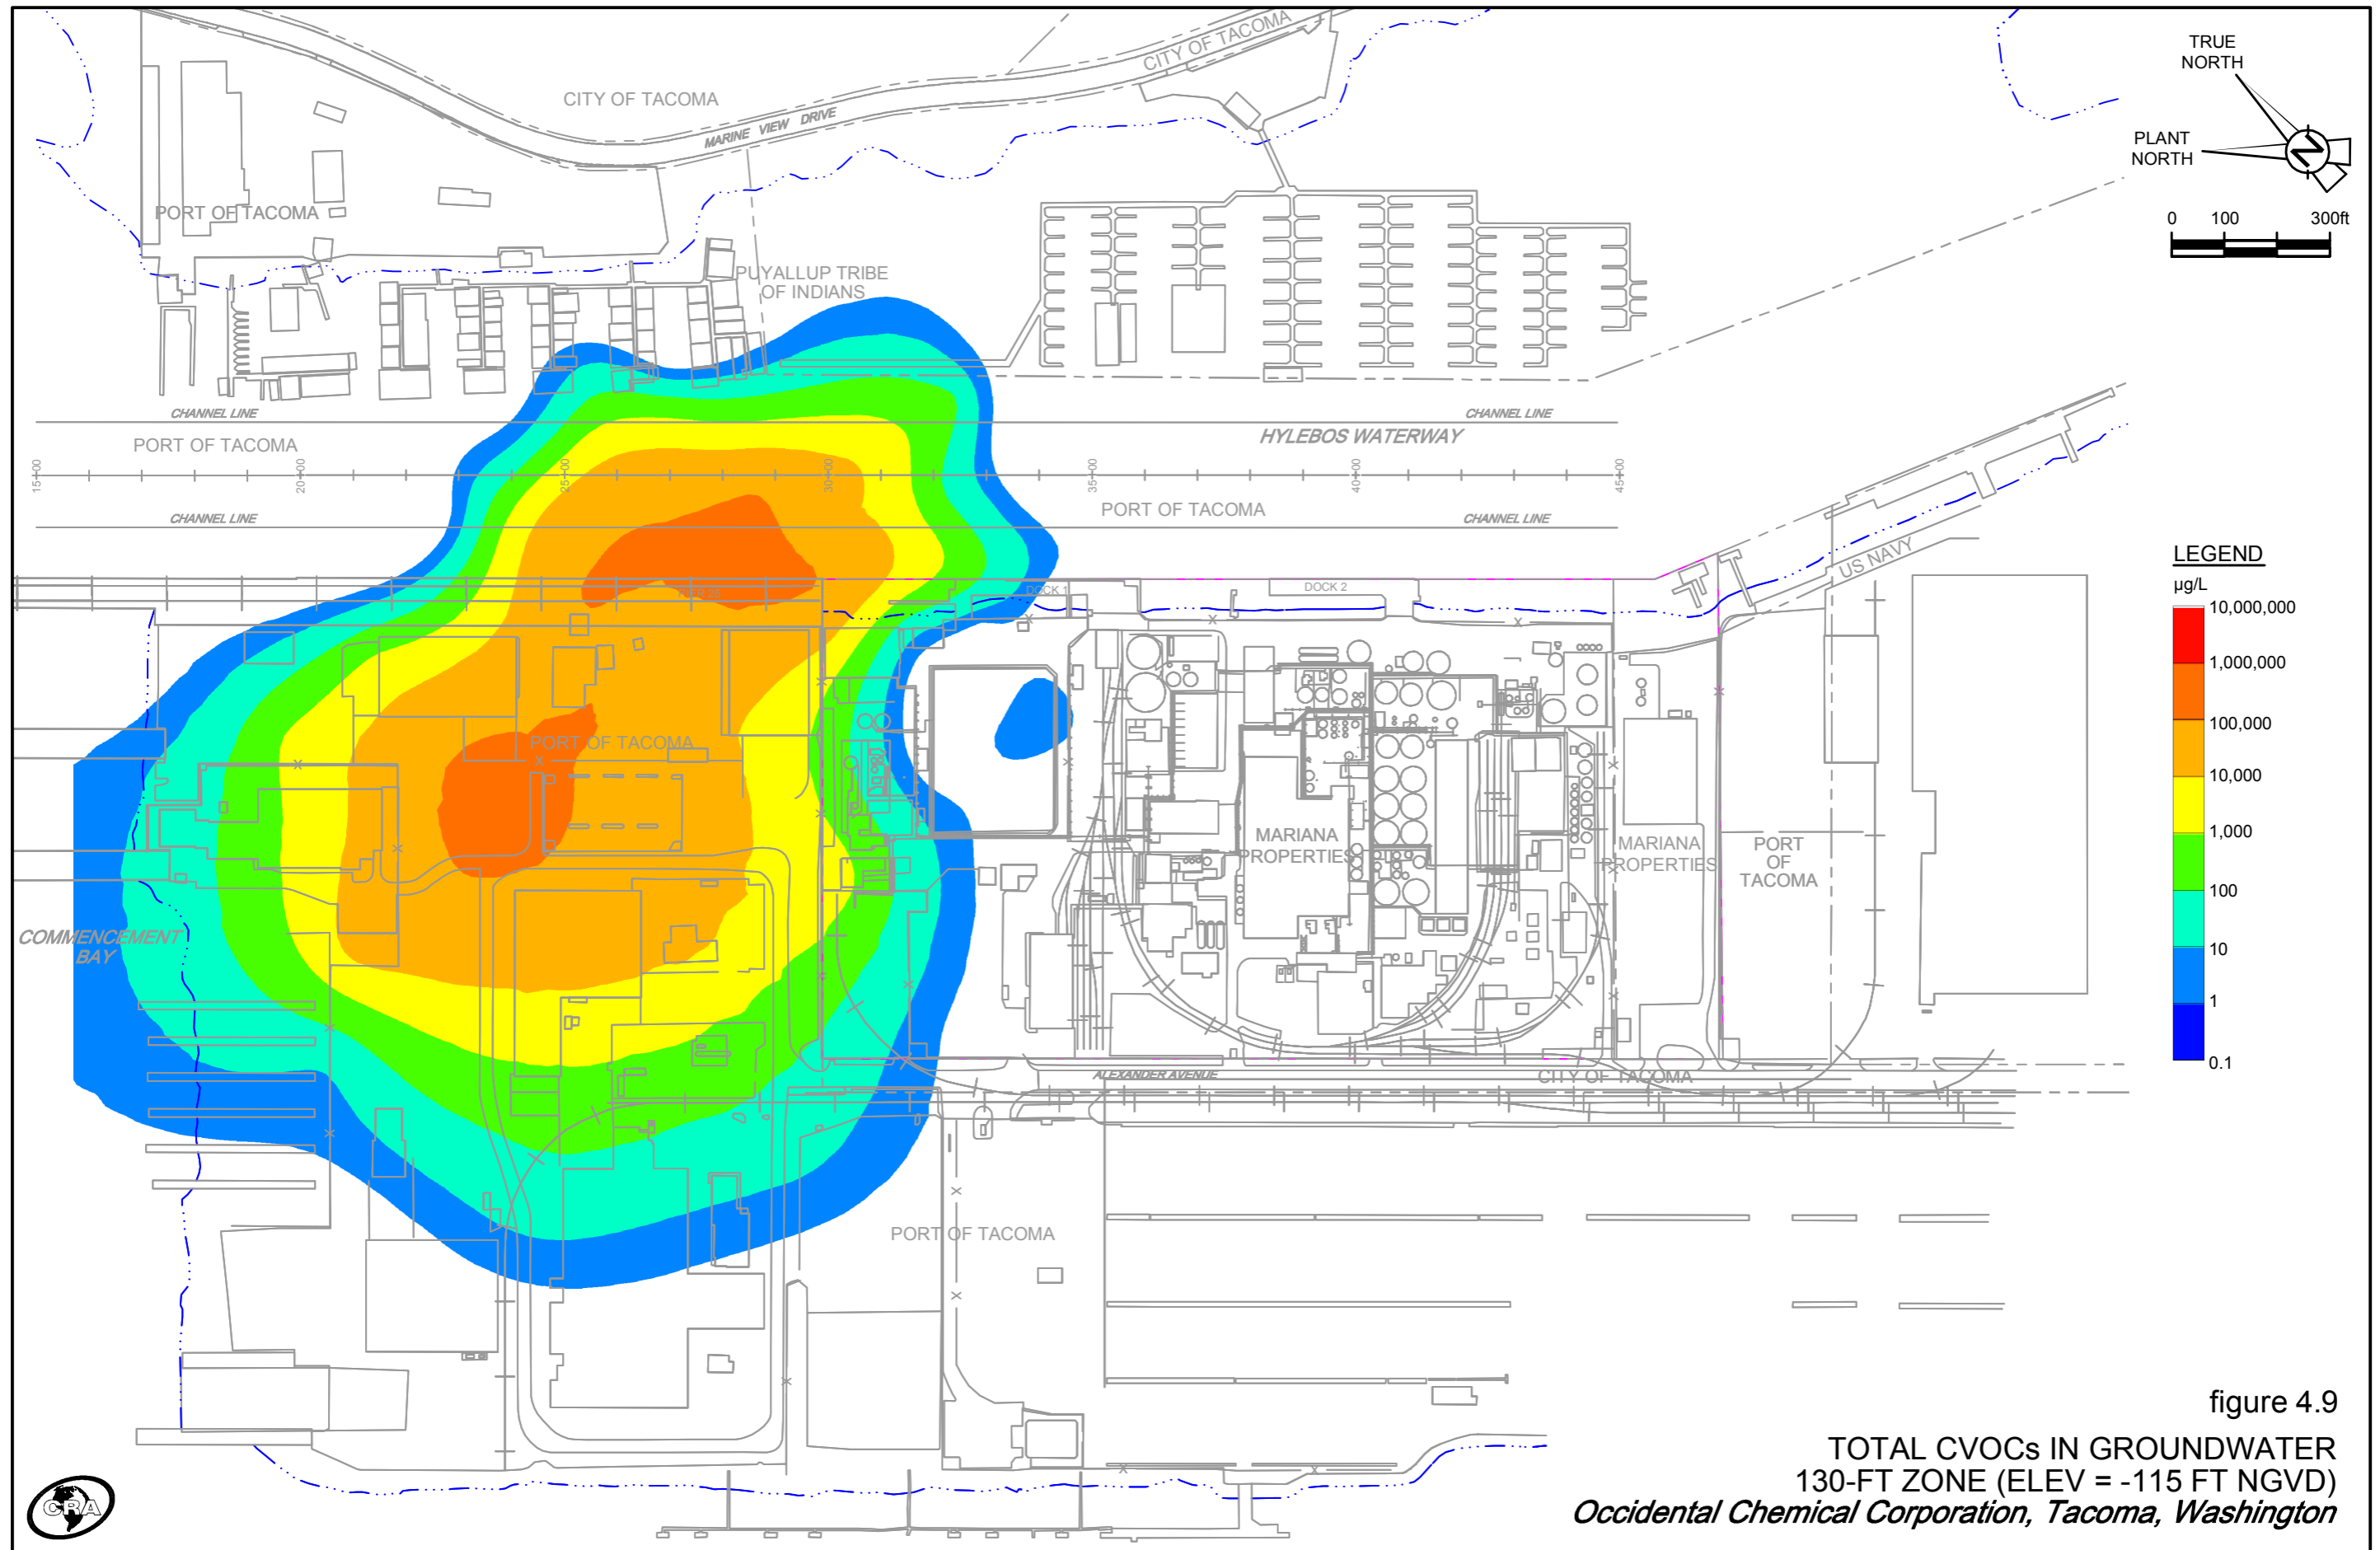 TRUE
NORTH
PLANT
NORTH
0 100 300ft
CITY OF TACOMA
CITY OF TACOMA
MARINE VIEW DRIVE
PORT OF TACOMA
PUYALLUP TRIBE
OF INDIANS
CHANNEL LINE
CHANNEL LINE
PORT OF TACOMA
HYLEBOS WATERWAY
15+00
20+00
25+00
30+00
35+00
40+00
45+00
PORT OF TACOMA
CHANNEL LINE
CHANNEL LINE
US NAVY
LEGEND
µg/L
10,000,000
1,000,000
100,000
10,000
1,000
100
10
1
0.1
DOCK 1
DOCK 2
PORT OF TACOMA
MARIANA
PROPERTIES
MARIANA
PROPERTIES
PORT
OF
TACOMA
COMMENCEMENT
BAY
ALEXANDER AVENUE
CITY OF TACOMA
PORT OF TACOMA
figure 4.9
TOTAL CVOCs IN GROUNDWATER
130-FT ZONE (ELEV = -115 FT NGVD)
Occidental Chemical Corporation, Tacoma, Washington
CRA